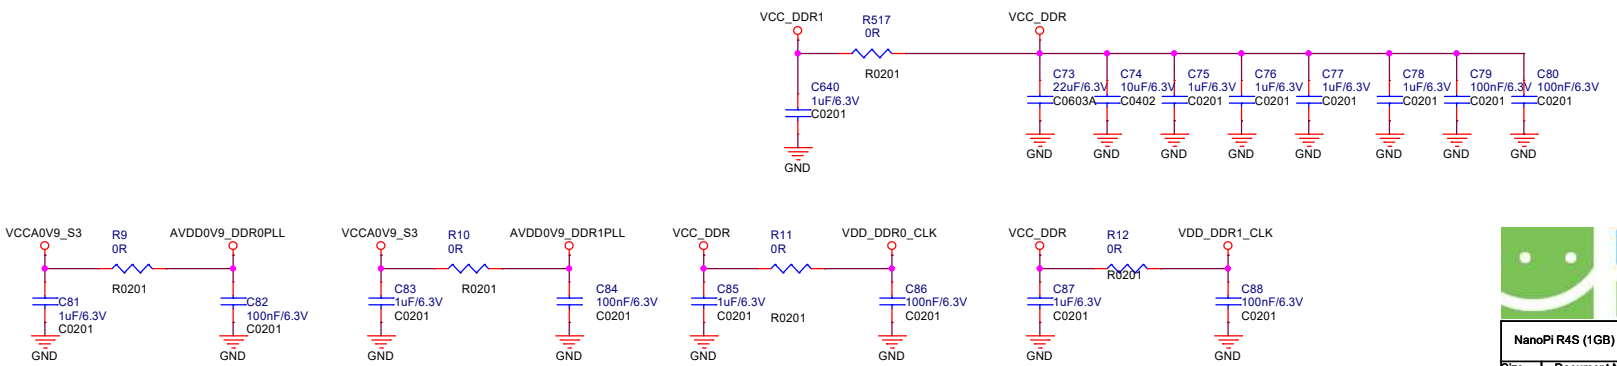 VCC_DDR1
R517
0R
R0201
VCC_DDR
C640
1uF/6.3V
C0201
GND
C73
22uF/6.3V
C0603A
GND
C74
10uF/6.3V
C0402
GND
C75
1uF/6.3V
C0201
GND
C76
1uF/6.3V
C0201
GND
C77
1uF/6.3V
C0201
GND
C78
1uF/6.3V
C0201
GND
C79
100nF/6.3V
C0201
GND
C80
100nF/6.3V
C0201
GND
VCCA0V9_S3
R9
0R
R0201
AVDD0V9_DDR0PLL
C81
1uF/6.3V
C0201
GND
C82
100nF/6.3V
C0201
GND
VCCA0V9_S3
R10
0R
R0201
AVDD0V9_DDR1PLL
C83
1uF/6.3V
C0201
GND
C84
100nF/6.3V
C0201
GND
VCC_DDR
R11
0R
R0201
VDD_DDR0_CLK
C85
1uF/6.3V
C0201
GND
C86
100nF/6.3V
C0201
GND
VCC_DDR
R12
0R
R0201
VDD_DDR1_CLK
C87
1uF/6.3V
C0201
GND
C88
100nF/6.3V
C0201
GND
NanoPi R4S (1GB)